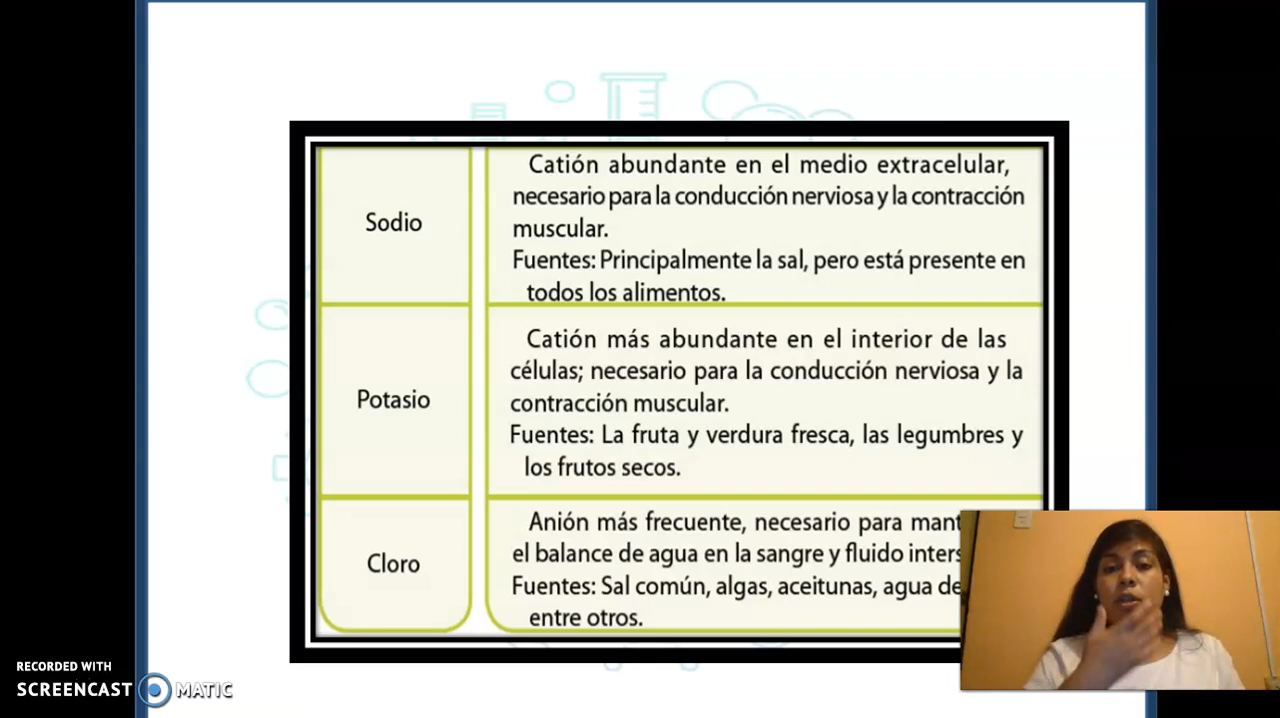 Sodio
Catión abundante en el medio extracelular,
necesario para la conducción nerviosa y la contracción
muscular.
Fuentes: Principalmente la sal, pero está presente en
todos los alimentos.
Potasio
Catión más abundante en el interior de las
células; necesario para la conducción nerviosa y la
contracción muscular.
Fuentes: La fruta y verdura fresca, las legumbres y
los frutos secos.
Cloro
Anión más frecuente, necesario para
el balance de agua en la sangre y fluido
Fuentes: Sal común, algas, aceitunas, agua
entre otros.
RECORDED WITH
SCREENCAST MATIC